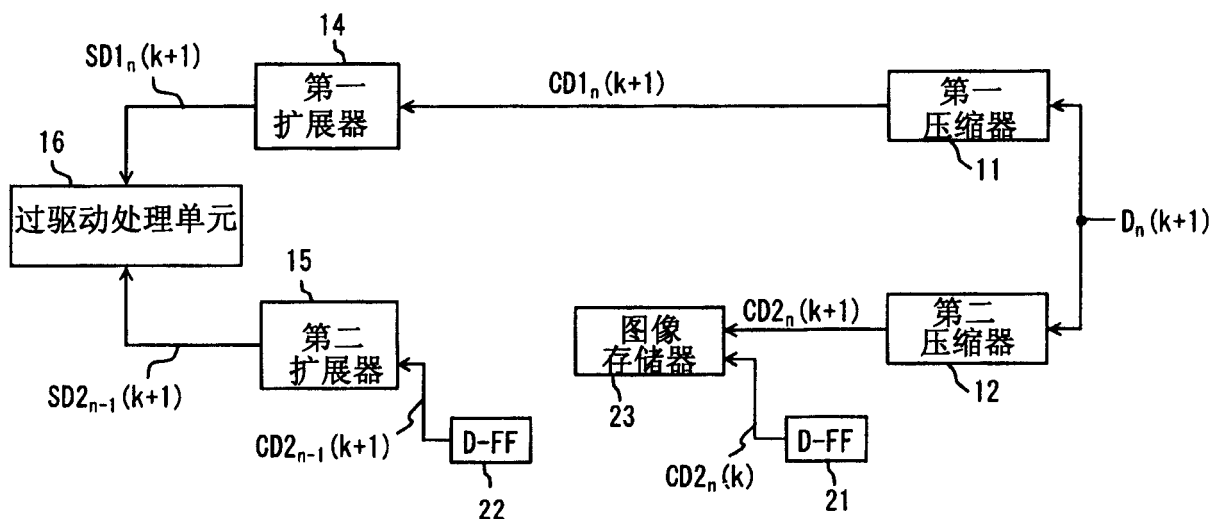 14
SD1n(k+1)
第一
扩展器
CD1n(k+1)
第一
压缩器
11
16
过驱动处理单元
Dn(k+1)
15
第二
扩展器
SD2n-1(k+1)
CD2n-1(k+1)
D-FF
22
图像
存储器
23
CD2n(k+1)
第二
压缩器
12
CD2n(k)
D-FF
21